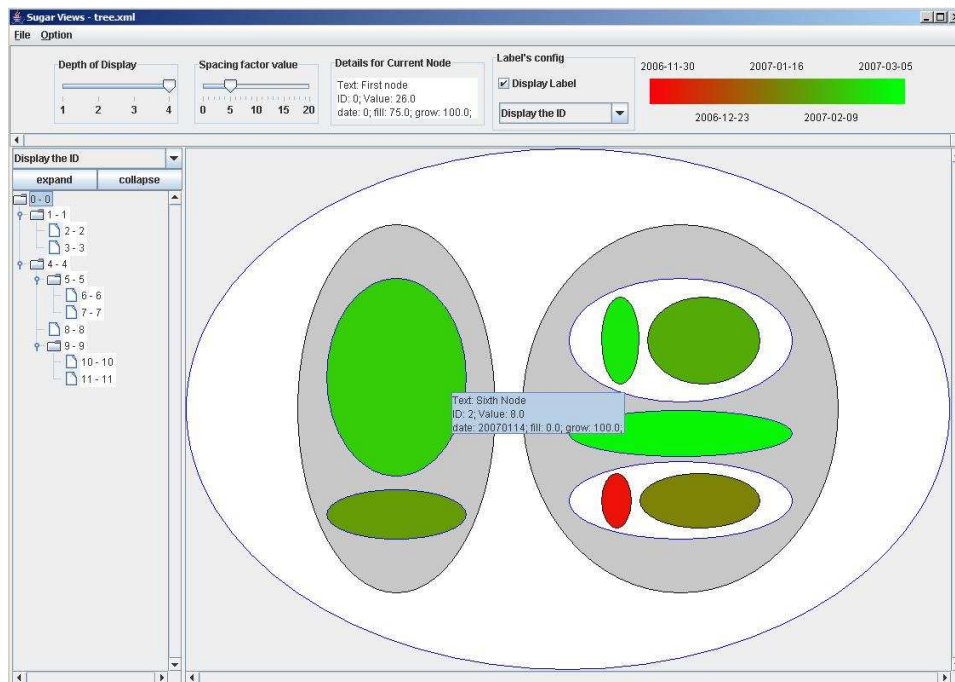 Sugar Views - tree.xml
File Option
Depth of Display
1 2 3 4
Spacing factor value
0 5 10 15 20
Details for Current Node
Text: First node
ID: 0; Value: 26.0
date: 0; fill: 75.0; grow: 100.0;
Label's config
Display Label
Display the ID
2006-11-30 2007-01-16 2007-03-05
2006-12-23 2007-02-09
Display the ID
expand collapse
0 - 0
1 - 1
2 - 2
3 - 3
4 - 4
5 - 5
6 - 6
7 - 7
8 - 8
9 - 9
10 - 10
11 - 11
Text: Sixth Node
ID: 2; Value: 8.0
date: 20070114; fill: 0.0; grow: 100.0;